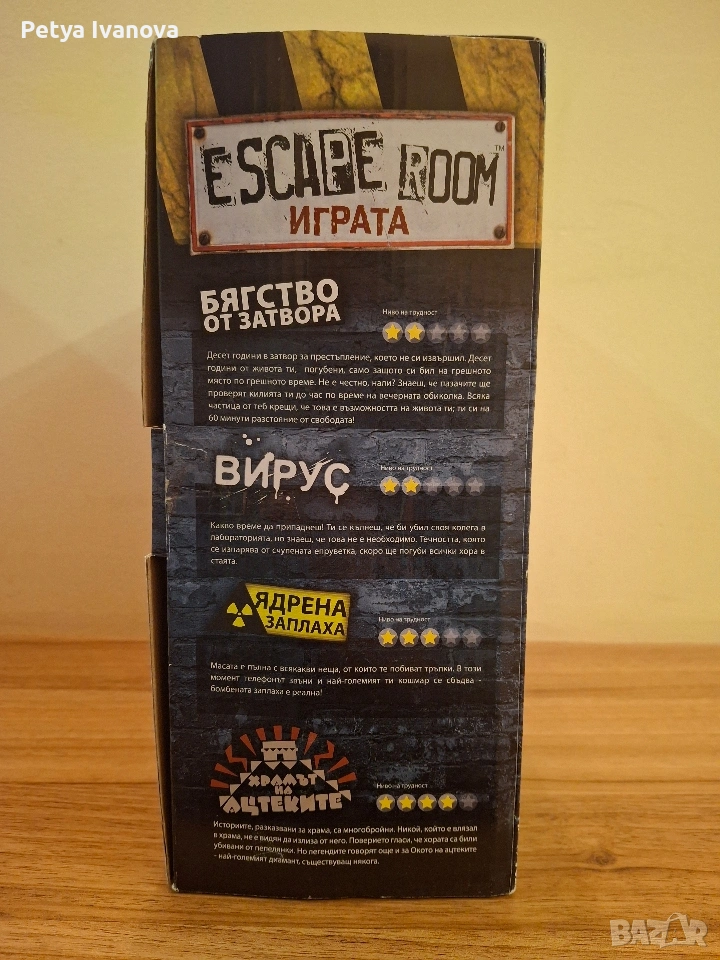 Petya Ivanova
ESCAPE ROOM™
ИГРАТА
БЯГСТВО
ОТ ЗАТВОРА
Ниво на трудност
Десет години в затвор за престъпление, което не си извършил. Десет
години от живота ти, погубени, само защото си бил на грешното
място по грешното време. Не е честно, нали? Знаеш, че пазачите ще
проверят килията ти до час по време на вечерната обиколка. Всяка
частица от теб крещи, че това е възможността на живота ти; ти си на
60 минути разстояние от свободата!
ВИРУС
Ниво на трудност
Какво време да припаднеш! Ти се кълнеш, че би убил своя колега в
лабораторията, но знаеш, че това не е необходимо. Течността, която
се изпарява от счупената епруветка, скоро ще погуби всички хора в
стаята.
ЯДРЕНА
ЗАПЛАХА
Ниво на трудност
Масата е пълна с всякакви неща, от които те побиват тръпки. В този
момент телефонът звъни и най-големият ти кошмар се сбъдва -
бомбената заплаха е реална!
ХРАМЪТ
НА
АЦТЕКИТЕ
Ниво на трудност
Историите, разказвани за храма, са многобройни. Никой, който е влязал
в храма, не е видян да излиза от него. Поверието гласи, че хората са били
убивани от пепелянки. Но легендите говорят още и за Окото на ацтеките
- най-големият диамант, съществуващ някога.
BAZAR